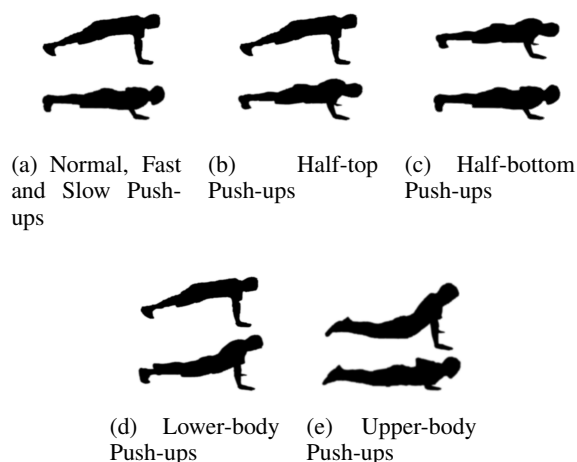 (a) Normal, Fast
and Slow Push-
ups
(b) Half-top
Push-ups
(c) Half-bottom
Push-ups
(d) Lower-body
Push-ups
(e) Upper-body
Push-ups